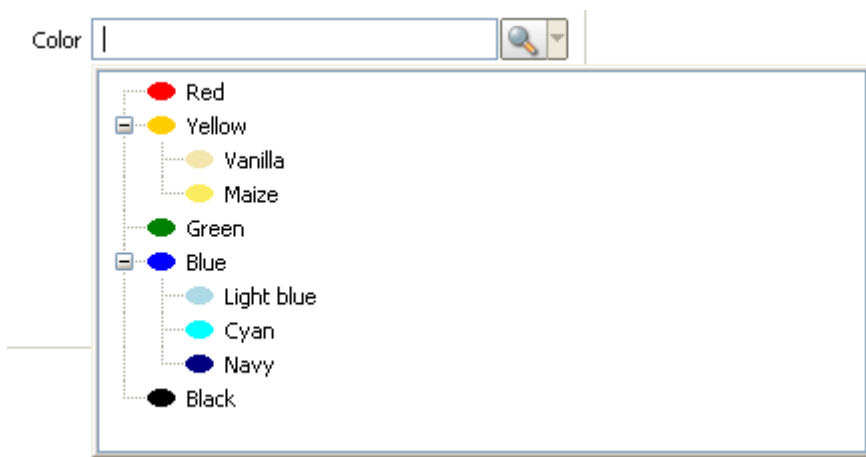 Color
Red
Yellow
Vanilla
Maize
Green
Blue
Light blue
Cyan
Navy
Black